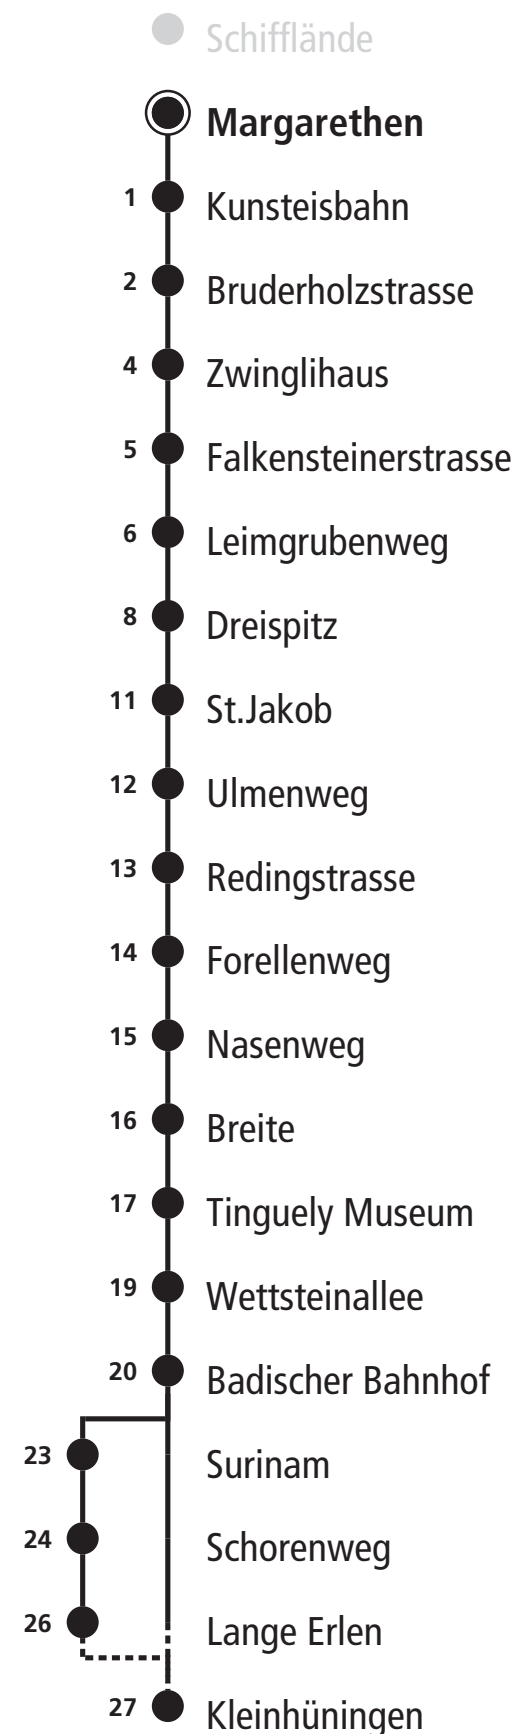 Schifflände
Margarethen
1 Kunsteisbahn
2 Bruderholzstrasse
4 Zwinglihaus
5 Falkensteinerstrasse
6 Leimgrubenweg
8 Dreispitz
11 St.Jakob
12 Ulmenweg
13 Redingstrasse
14 Forellenweg
15 Nasenweg
16 Breite
17 Tinguely Museum
19 Wettsteinallee
20 Badischer Bahnhof
23 Surinam
24 Schorenweg
26 Lange Erlen
27 Kleinhüningen